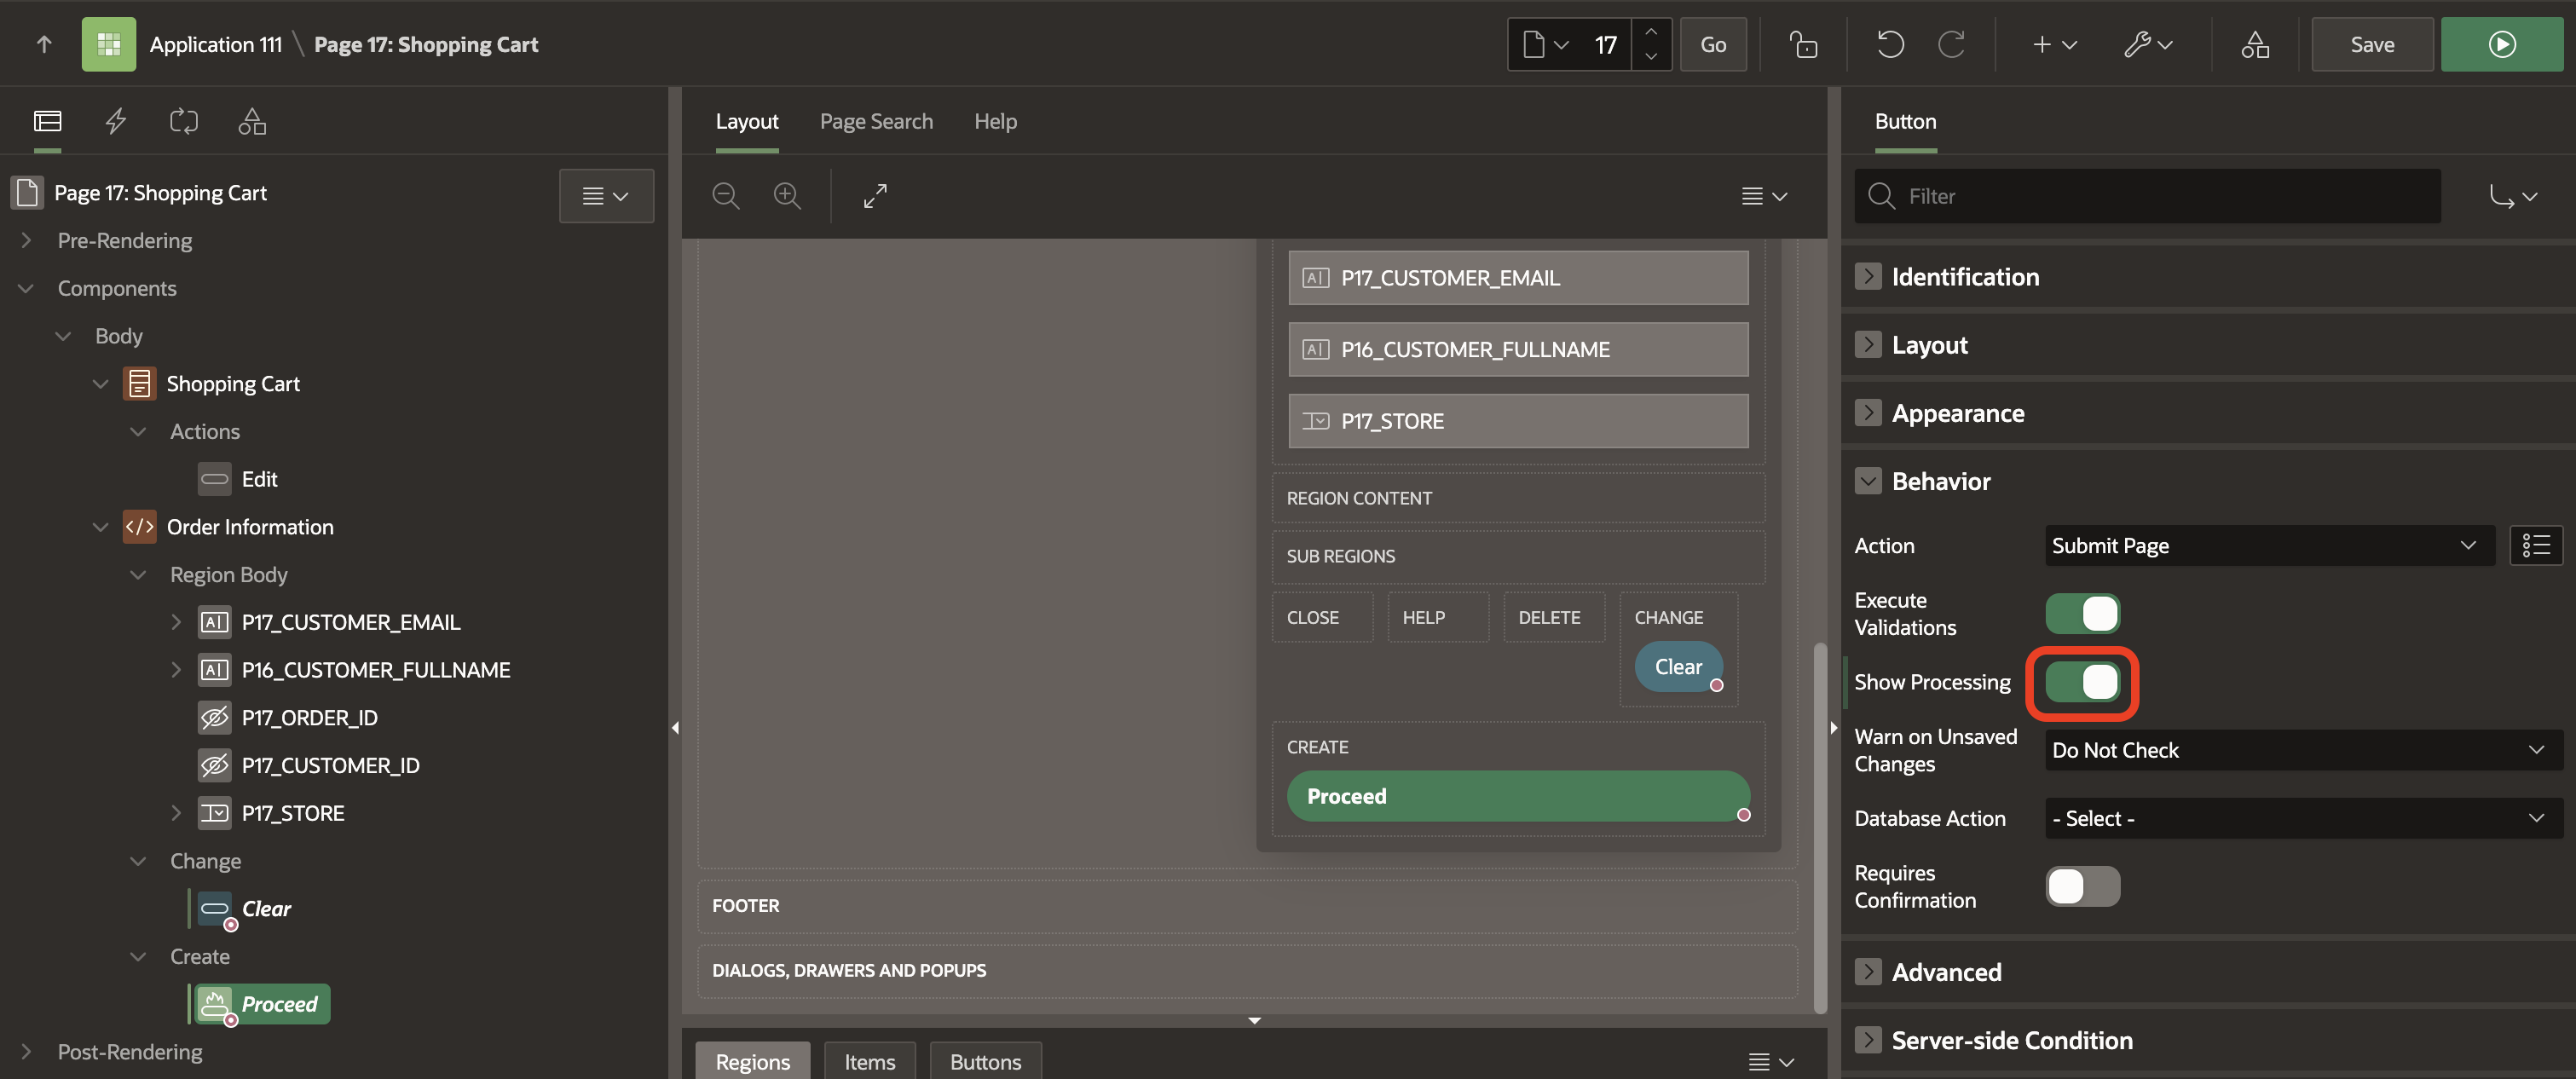 Application 111 \ Page 17: Shopping Cart
17
Go
Save
Layout
Page Search
Help
Button
Page 17: Shopping Cart
Pre-Rendering
Components
Body
Shopping Cart
Actions
Edit
Order Information
Region Body
P17_CUSTOMER_EMAIL
P16_CUSTOMER_FULLNAME
P17_ORDER_ID
P17_CUSTOMER_ID
P17_STORE
Change
Clear
Create
Proceed
Post-Rendering
P17_CUSTOMER_EMAIL
P16_CUSTOMER_FULLNAME
P17_STORE
REGION CONTENT
SUB REGIONS
CLOSE
HELP
DELETE
CHANGE
Clear
CREATE
Proceed
FOOTER
DIALOGS, DRAWERS AND POPUPS
Regions
Items
Buttons
Filter
Identification
Layout
Appearance
Behavior
Action
Submit Page
Execute
Validations
Show Processing
Warn on Unsaved
Changes
Do Not Check
Database Action
- Select -
Requires
Confirmation
Advanced
Server-side Condition